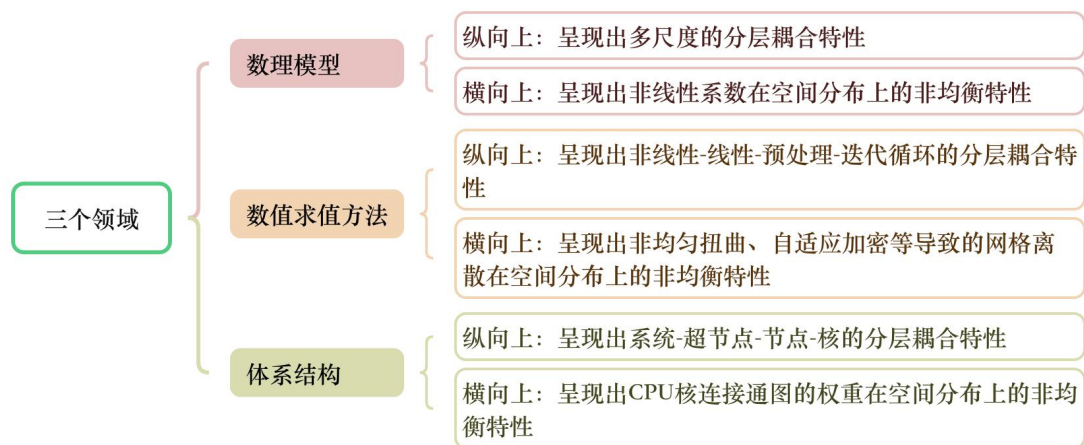 三个领域
数理模型
纵向上：呈现出多尺度的分层耦合特性
横向上：呈现出非线性系数在空间分布上的非均衡特性
数值求值方法
纵向上：呈现出非线性-线性-预处理-迭代循环的分层耦合特
性
横向上：呈现出非均匀扭曲、自适应加密等导致的网格离
散在空间分布上的非均衡特性
体系结构
纵向上：呈现出系统-超节点-节点-核的分层耦合特性
横向上：呈现出CPU核连接通图的权重在空间分布上的非均
衡特性